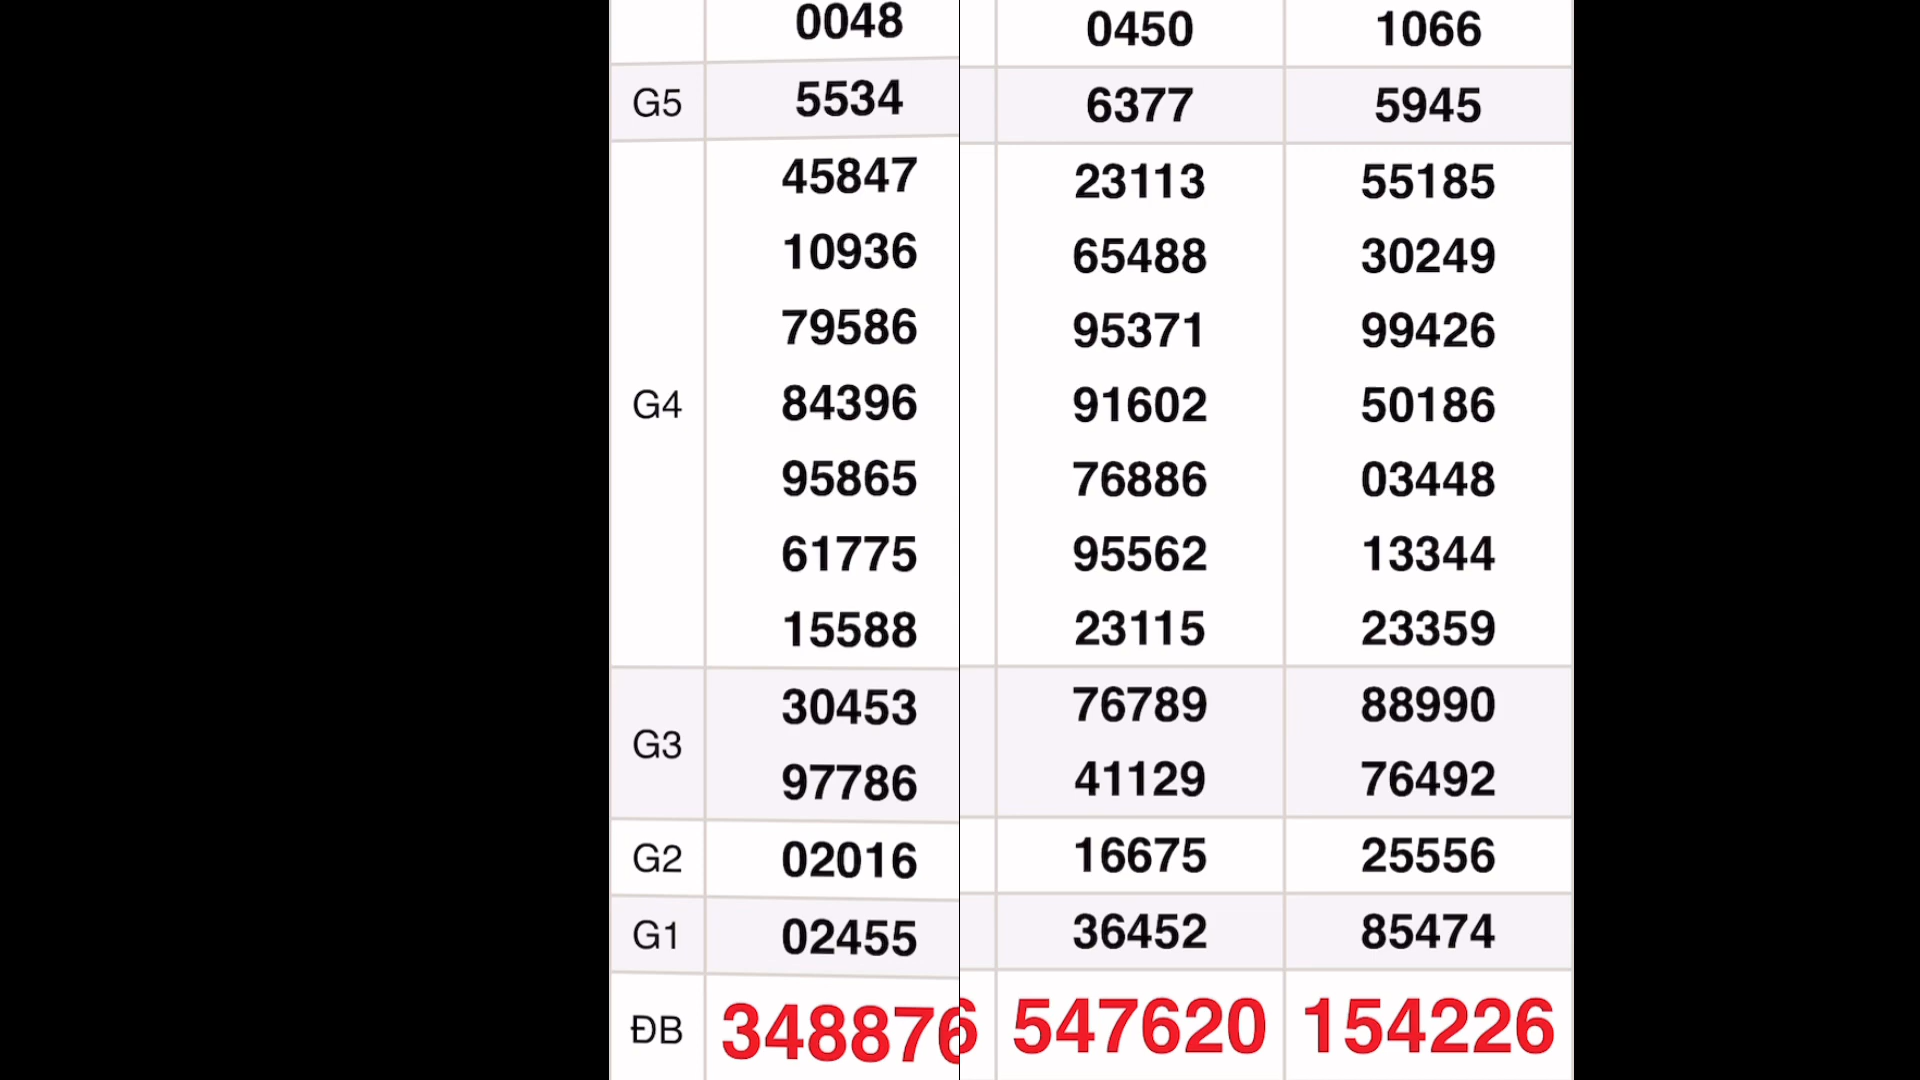 0048 0450 1066
G5 5534 6377 5945
45847 23113 55185
10936 65488 30249
79586 95371 99426
G4 84396 91602 50186
95865 76886 03448
61775 95562 13344
15588 23115 23359
G3 30453 76789 88990
97786 41129 76492
G2 02016 16675 25556
G1 02455 36452 85474
ĐB 348876 547620 154226